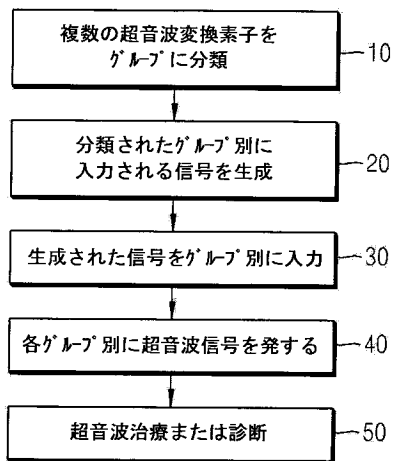 複数の超音波変換素子を
ｸﾞﾙｰﾌﾟに分類
10
分類されたｸﾞﾙｰﾌﾟ別に
入力される信号を生成
20
生成された信号をｸﾞﾙｰﾌﾟ別に入力
30
各ｸﾞﾙｰﾌﾟ別に超音波信号を発する
40
超音波治療または診断
50